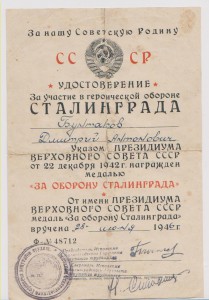 За нашу Советскую Родину
СС СР
УДОСТОВЕРЕНИЕ
За участие в героической обороне
СТАЛИНГРАДА
Дмитрий Антонович
Указом ПРЕЗИДИУМА
ВЕРХОВНОГО СОВЕТА СССР
от 22 декабря 1942 г. награжден
медалью
«ЗА ОБОРОНУ СТАЛИНГРАДА»
От имени ПРЕЗИДИУМА
ВЕРХОВНОГО СОВЕТА СССР
медаль «За оборону Сталинграда»
вручена 1946 г.
Ф № 48712